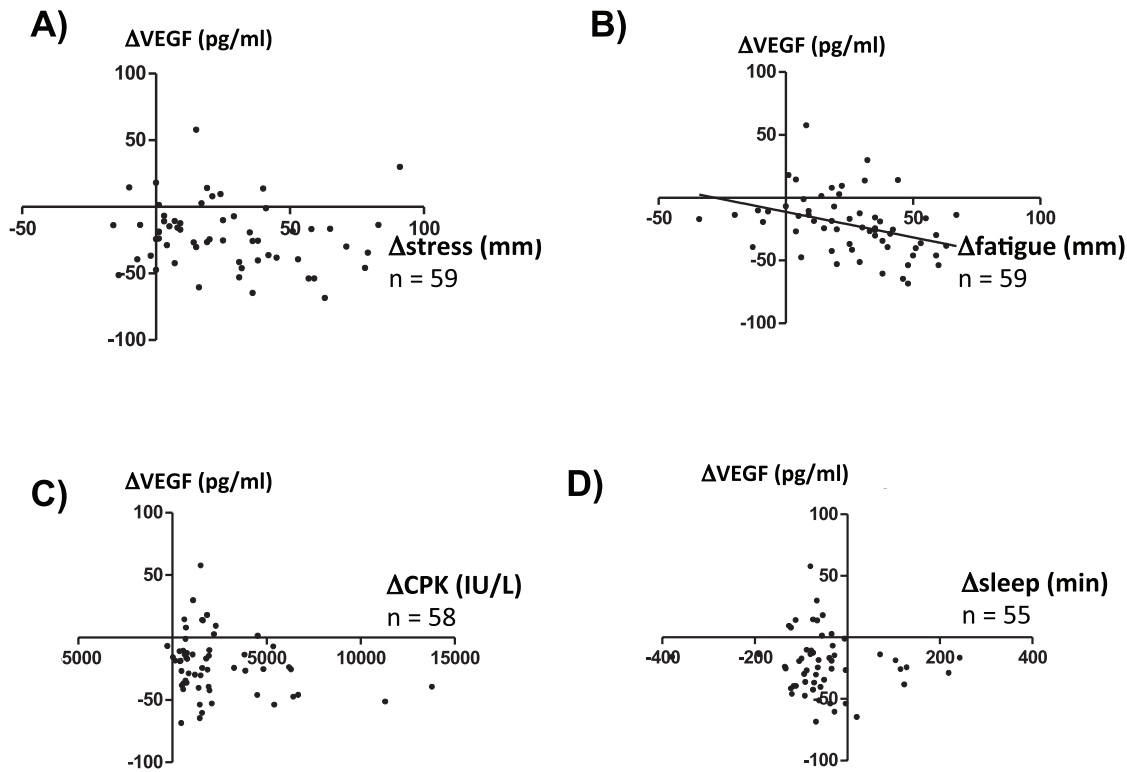 A)
ΔVEGF (pg/ml)
100
50
-50
50
100
Δstress (mm)
n = 59
-100
B)
ΔVEGF (pg/ml)
100
50
-50
50
100
-50
Δfatigue (mm)
n = 59
-100
C)
ΔVEGF (pg/ml)
100
50
ΔCPK (IU/L)
n = 58
5000
5000
10000
15000
-50
-100
D)
ΔVEGF (pg/ml)
100
50
Δsleep (min)
n = 55
-400
-200
200
400
-50
-100